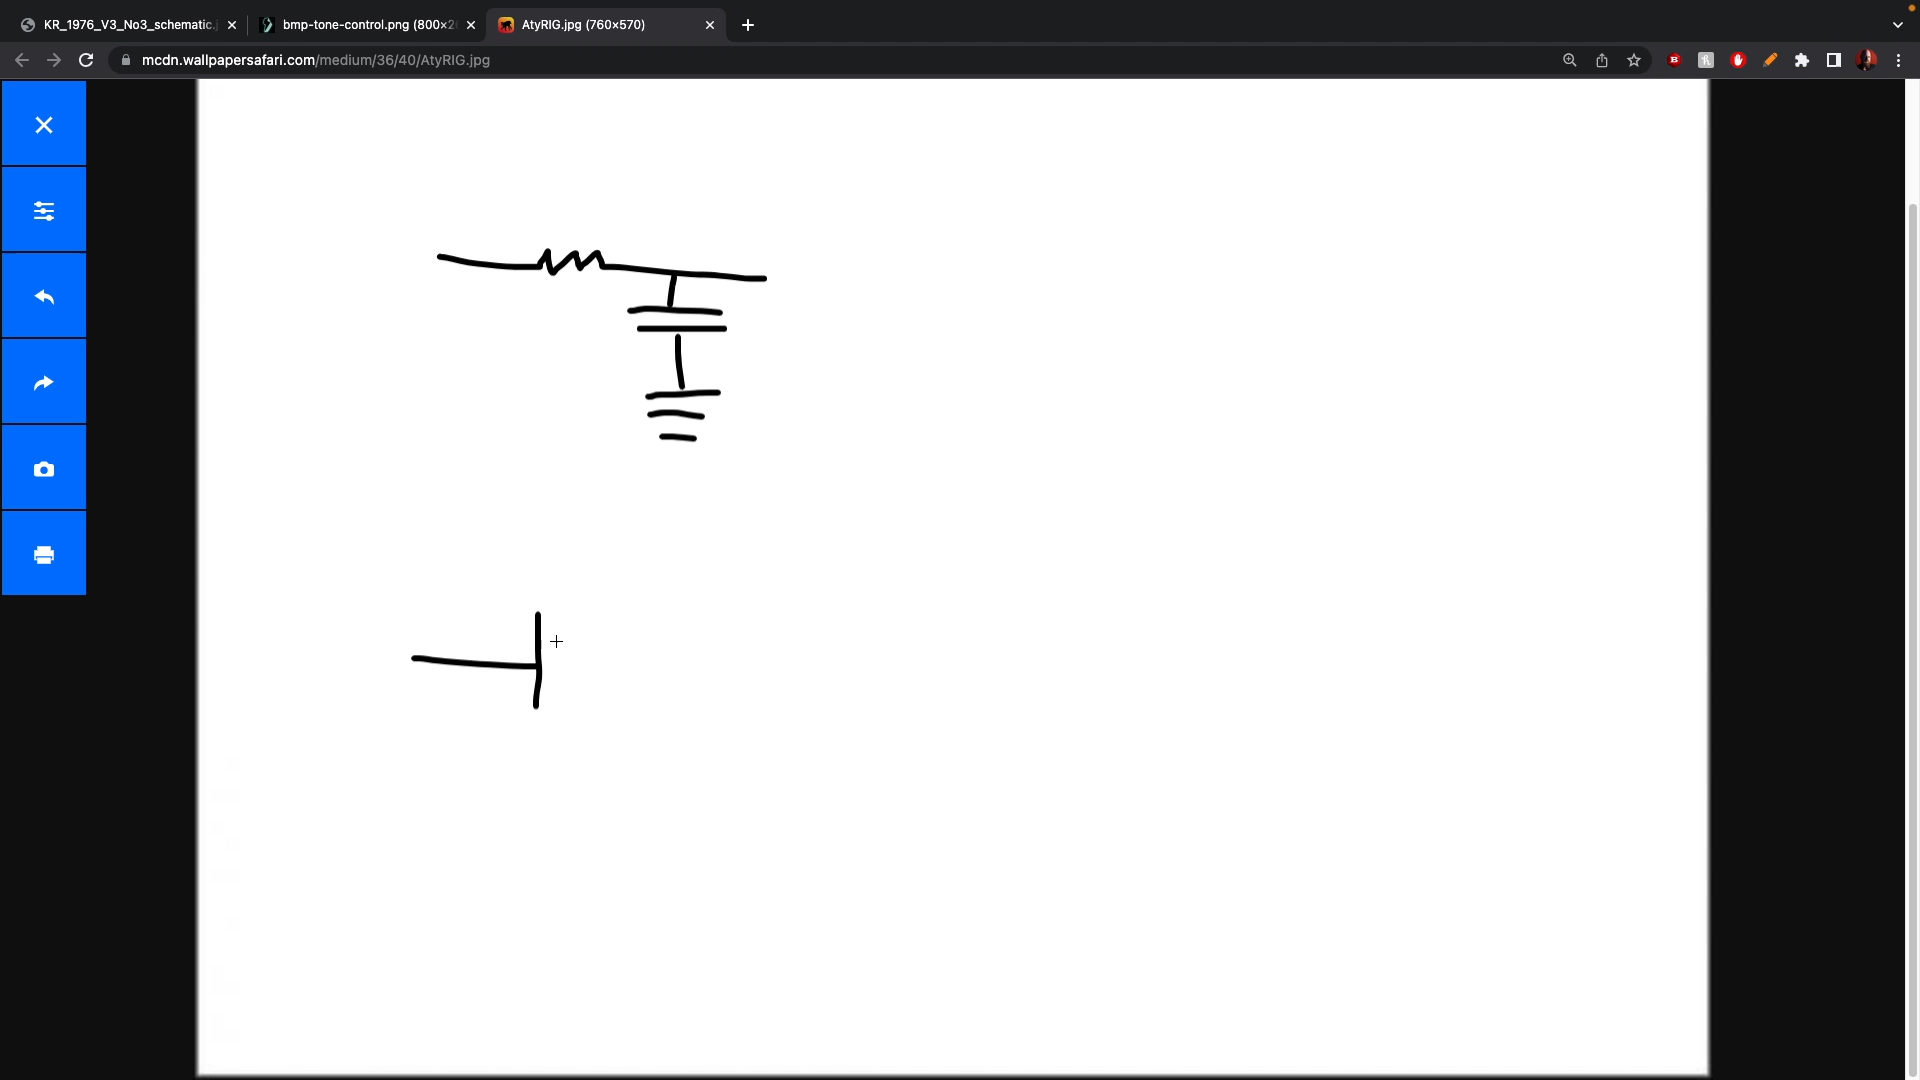 KR_1976_V3_No3_schematic.j
bmp-tone-control.png (800×2
AtyRIG.jpg (760×570)
mcdn.wallpapersafari.com/medium/36/40/AtyRIG.jpg